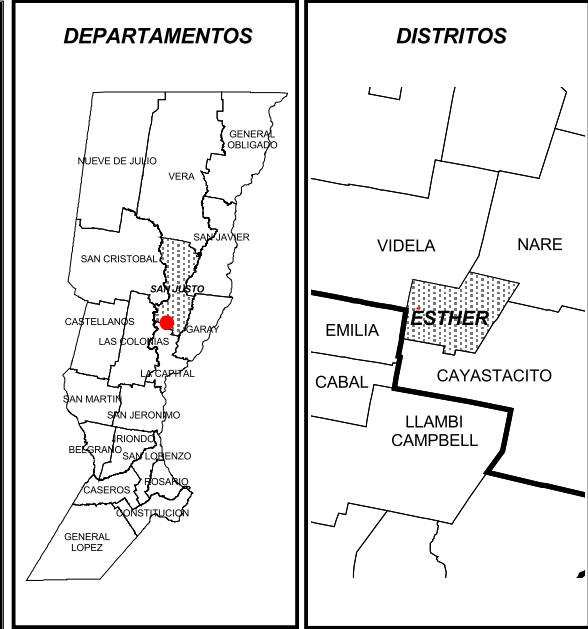 DEPARTAMENTOS
GENERAL
OBLIGADO
NUEVE DE JULIO
VERA
SAN JAVIER
SAN CRISTOBAL
SAN JUSTO
CASTELLANOS
GARAY
LAS COLONIAS
LA CAPITAL
SAN MARTIN
SAN JERONIMO
IRIONDO
BELGRANO
SAN LORENZO
ROSARIO
CASEROS
CONSTITUCION
GENERAL
LOPEZ
DISTRITOS
VIDELA
NARE
ESTHER
EMILIA
CABAL
CAYASTACITO
LLAMBI
CAMPBELL